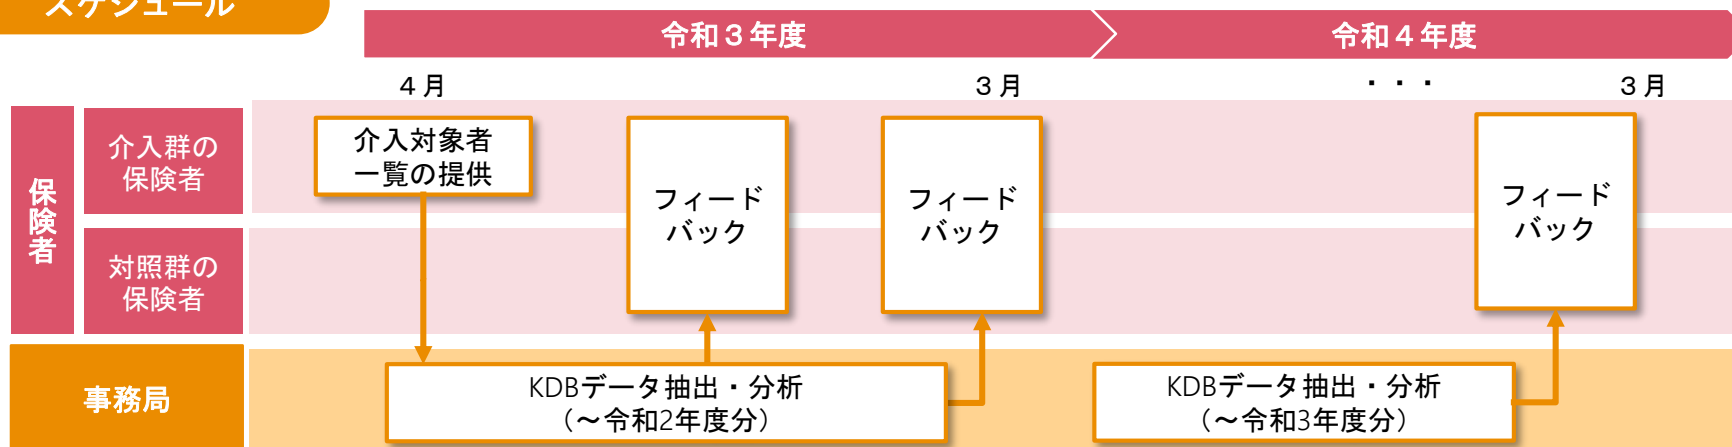 スケジュール
令和３年度
令和４年度
４月
３月
・・・
３月
保険者
介入群の
保険者
介入対象者
一覧の提供
フィード
バック
フィード
バック
フィード
バック
対照群の
保険者
事務局
KDBデータ抽出・分析
（～令和2年度分）
KDBデータ抽出・分析
（～令和3年度分）